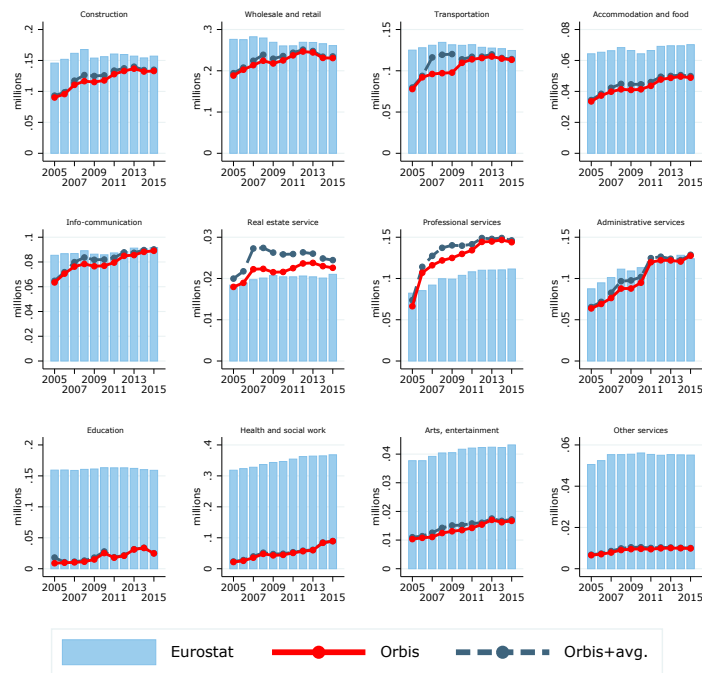 Construction
Wholesale and retail
Transportation
Accommodation and food
millions
0 .05 .1 .15 .2
2005 2009 2013
2007 2011 2015
millions
0 .1 .2 .3
2005 2009 2013
2007 2011 2015
millions
0 .05 .1 .15
2005 2009 2013
2007 2011 2015
millions
0 .02 .04 .06 .08
2005 2009 2013
2007 2011 2015
Info-communication
Real estate service
Professional services
Administrative services
millions
0 .02 .04 .06 .08 .1
2005 2009 2013
2007 2011 2015
millions
0 .01 .02 .03
2005 2009 2013
2007 2011 2015
millions
0 .05 .1 .15
2005 2009 2013
2007 2011 2015
millions
0 .05 .1 .15
2005 2009 2013
2007 2011 2015
Education
Health and social work
Arts, entertainment
Other services
millions
0 .05 .1 .15 .2
2005 2009 2013
2007 2011 2015
millions
0 .1 .2 .3 .4
2005 2009 2013
2007 2011 2015
millions
0 .01 .02 .03 .04
2005 2009 2013
2007 2011 2015
millions
0 .02 .04 .06
2005 2009 2013
2007 2011 2015
Eurostat Orbis Orbis+avg.